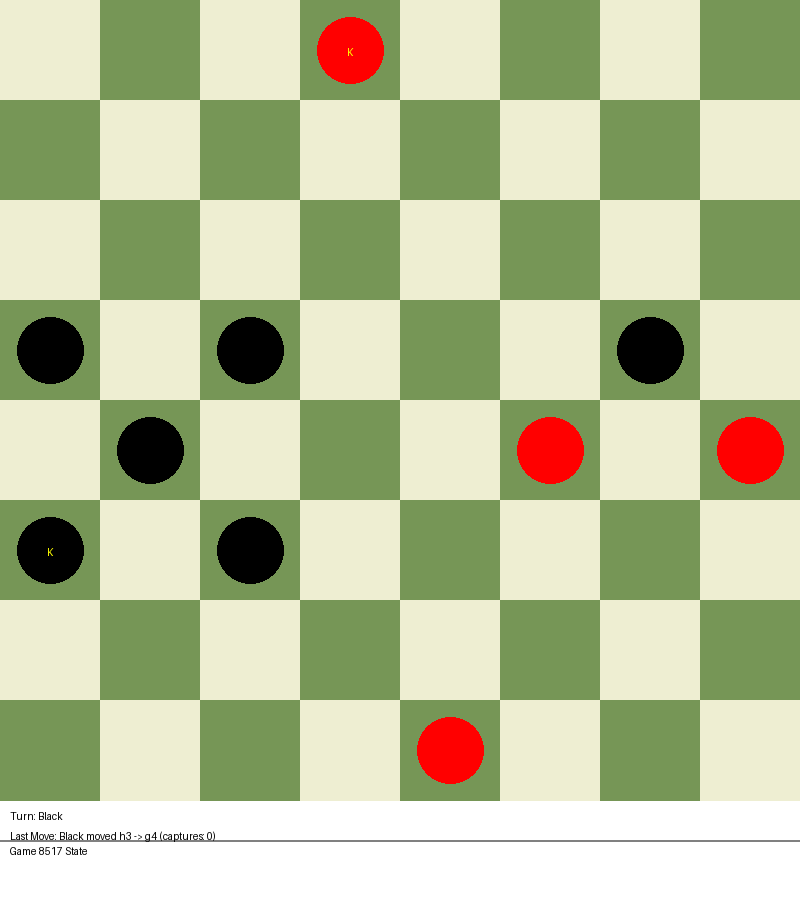 K
K
Turn: Black
Last Move: Black moved h3 -> g4 (captures: 0)
Game 8517 State